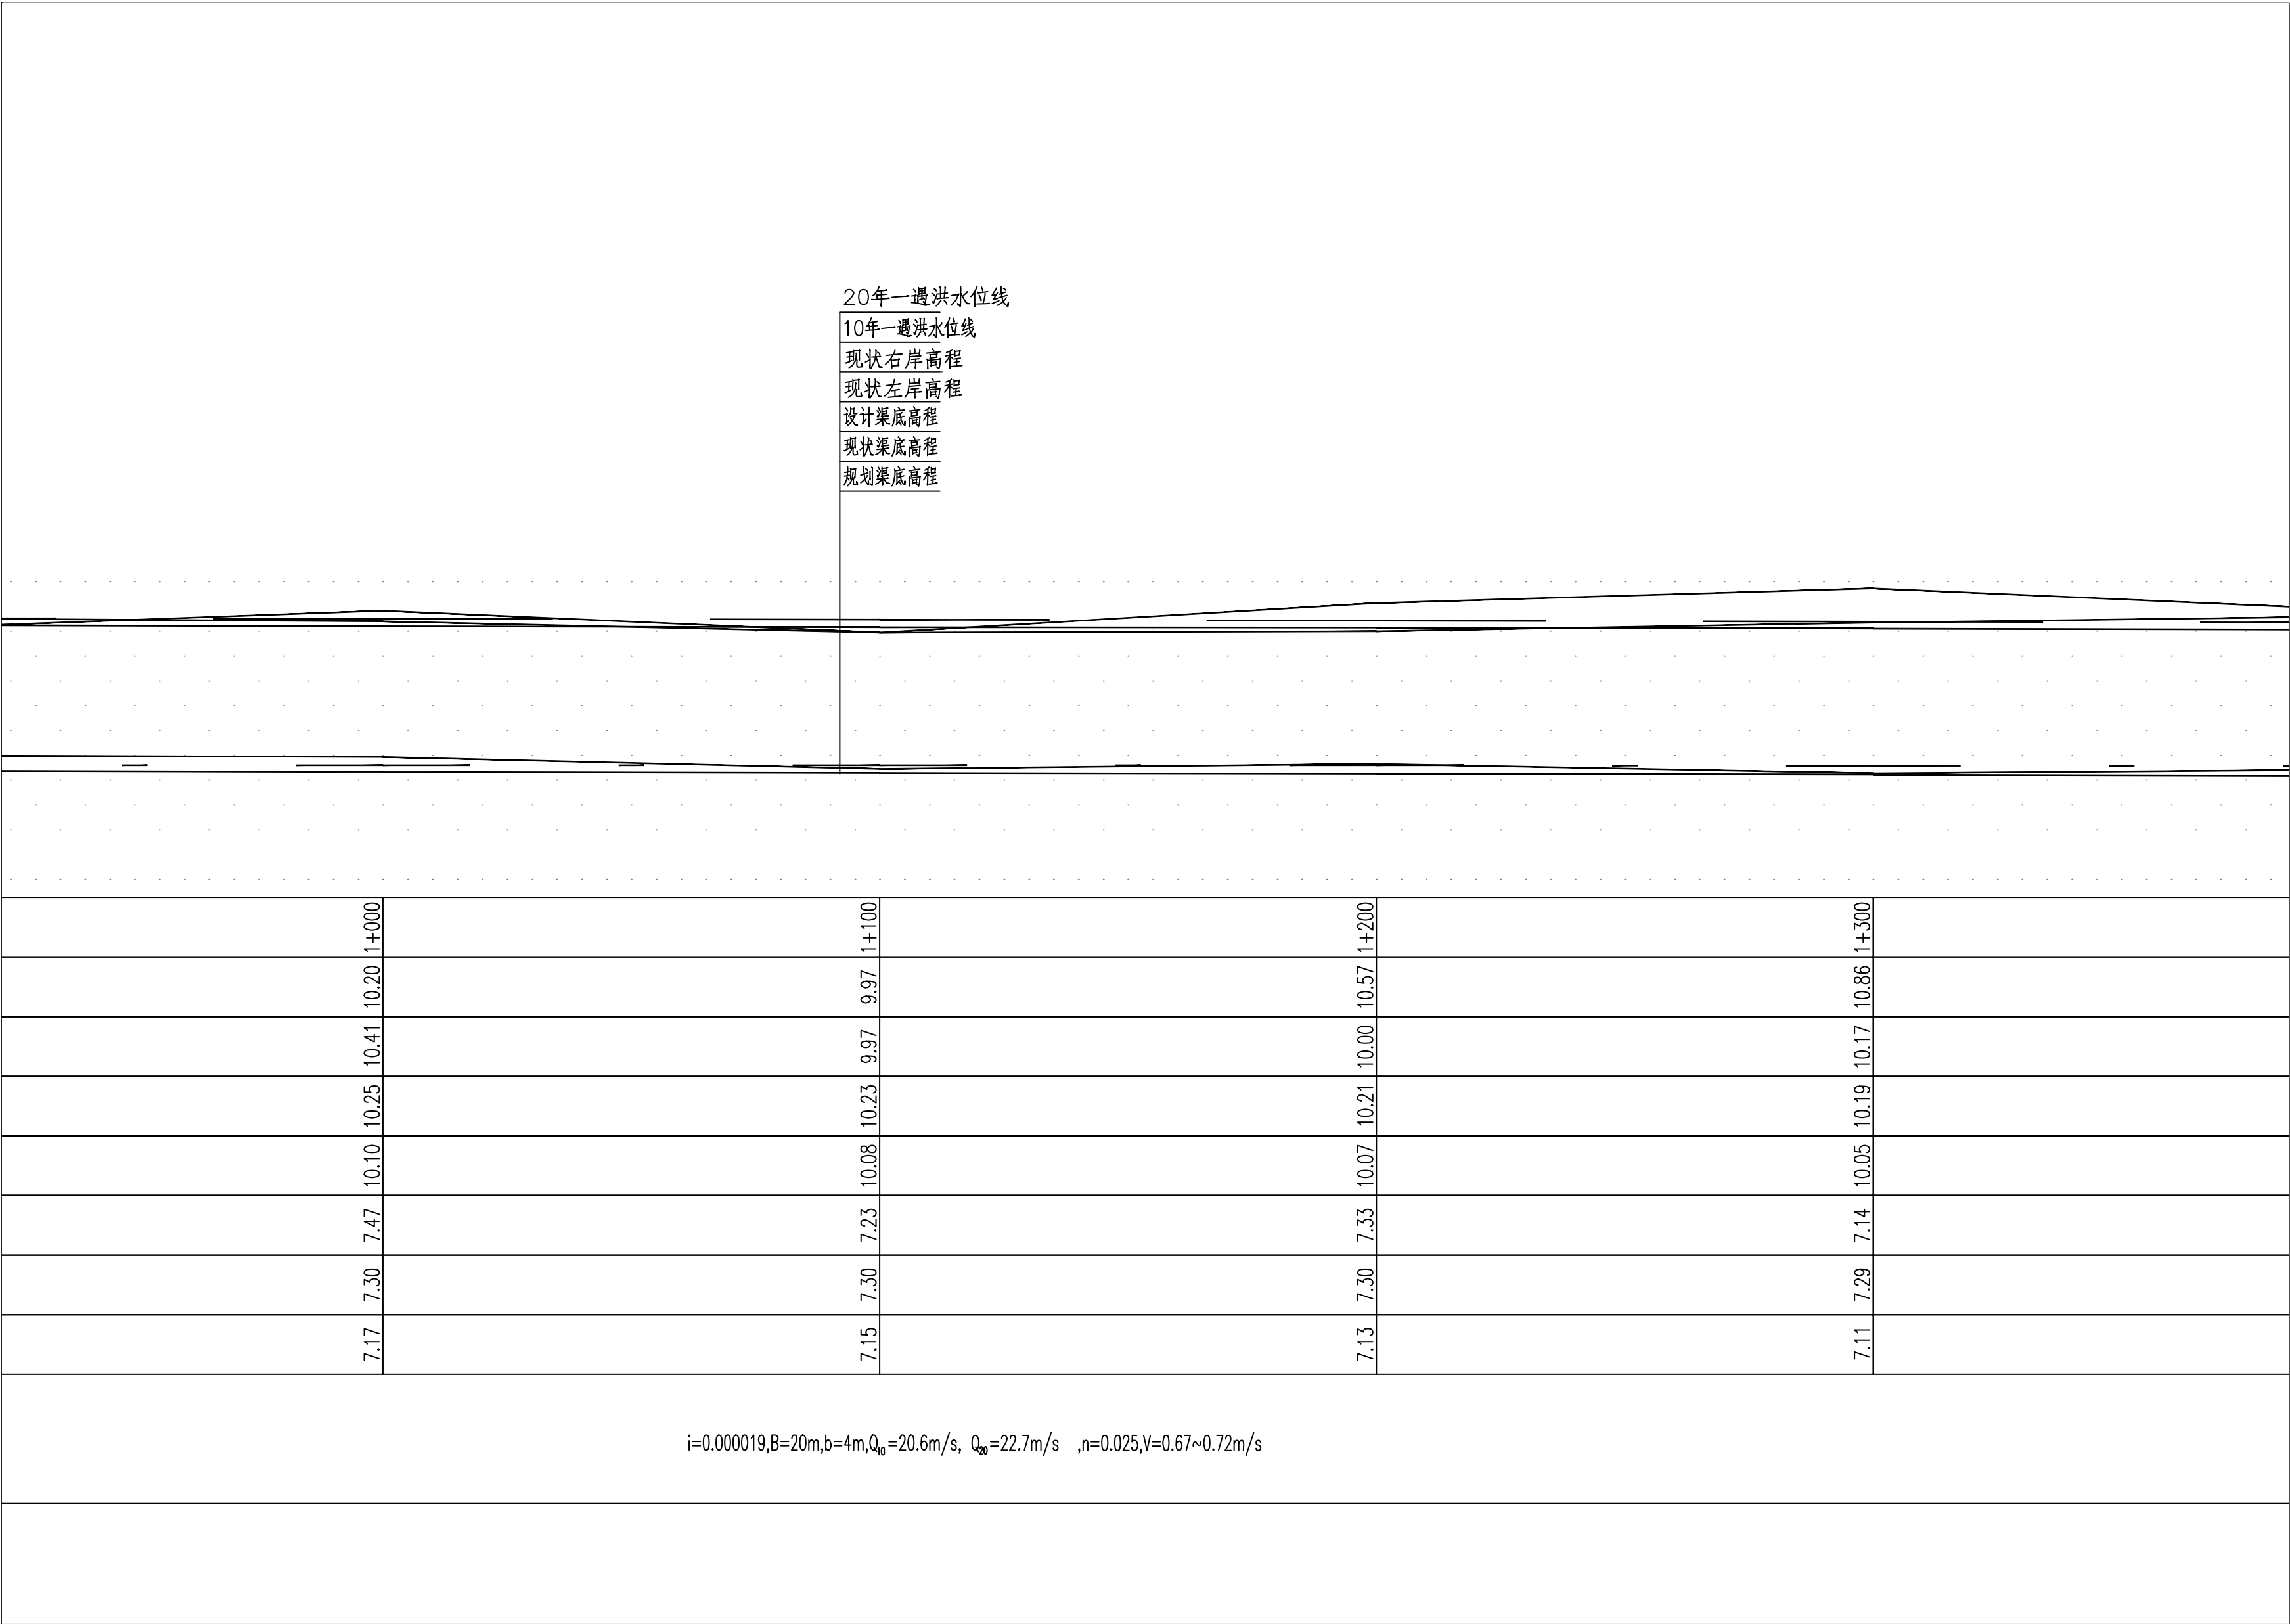 20年一遇洪水位线
10年一遇洪水位线
现状右岸高程
现状左岸高程
设计渠底高程
现状渠底高程
规划渠底高程
1+000 1+100 1+200 1+300
10.20 9.97 10.57 10.86
10.41 9.97 10.00 10.17
10.25 10.23 10.21 10.19
10.10 10.08 10.07 10.05
7.47 7.23 7.33 7.14
7.30 7.30 7.30 7.29
7.17 7.15 7.13 7.11
i=0.000019,B=20m,b=4m,Q10=20.6m/s, Q20=22.7m/s ,n=0.025,V=0.67~0.72m/s